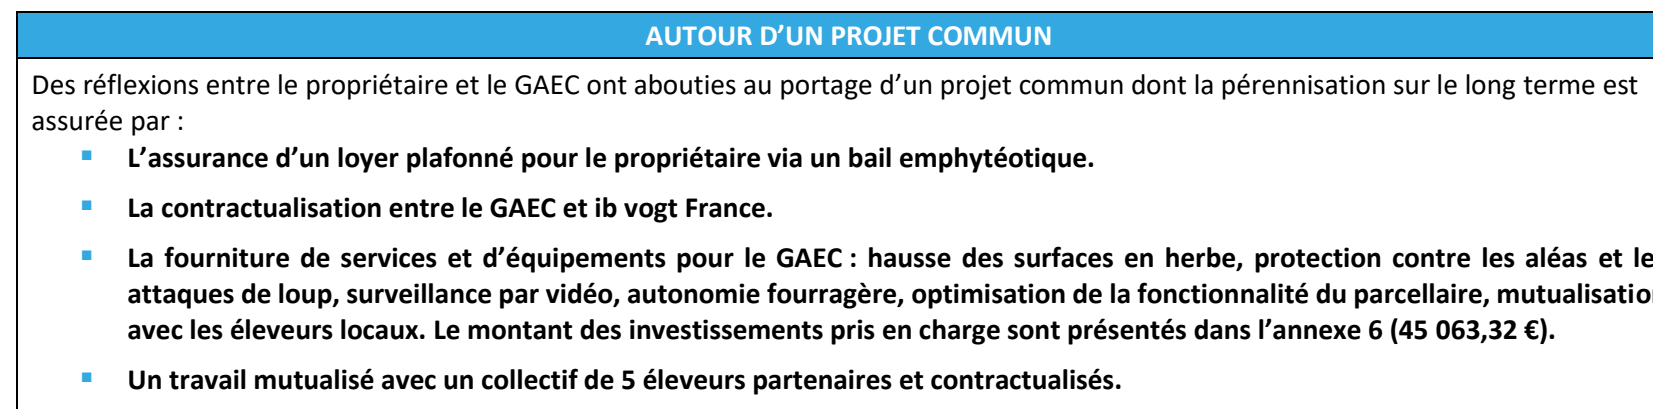 AUTOUR D’UN PROJET COMMUN
Des réflexions entre le propriétaire et le GAEC ont abouties au portage d’un projet commun dont la pérennisation sur le long terme est
assurée par :
▪ L’assurance d’un loyer plafonné pour le propriétaire via un bail emphytéotique.
▪ La contractualisation entre le GAEC et ib vogt France.
▪ La fourniture de services et d’équipements pour le GAEC : hausse des surfaces en herbe, protection contre les aléas et le
attaques de loup, surveillance par vidéo, autonomie fourragère, optimisation de la fonctionnalité du parcellaire, mutualisatio
avec les éleveurs locaux. Le montant des investissements pris en charge sont présentés dans l’annexe 6 (45 063,32 €).
▪ Un travail mutualisé avec un collectif de 5 éleveurs partenaires et contractualisés.